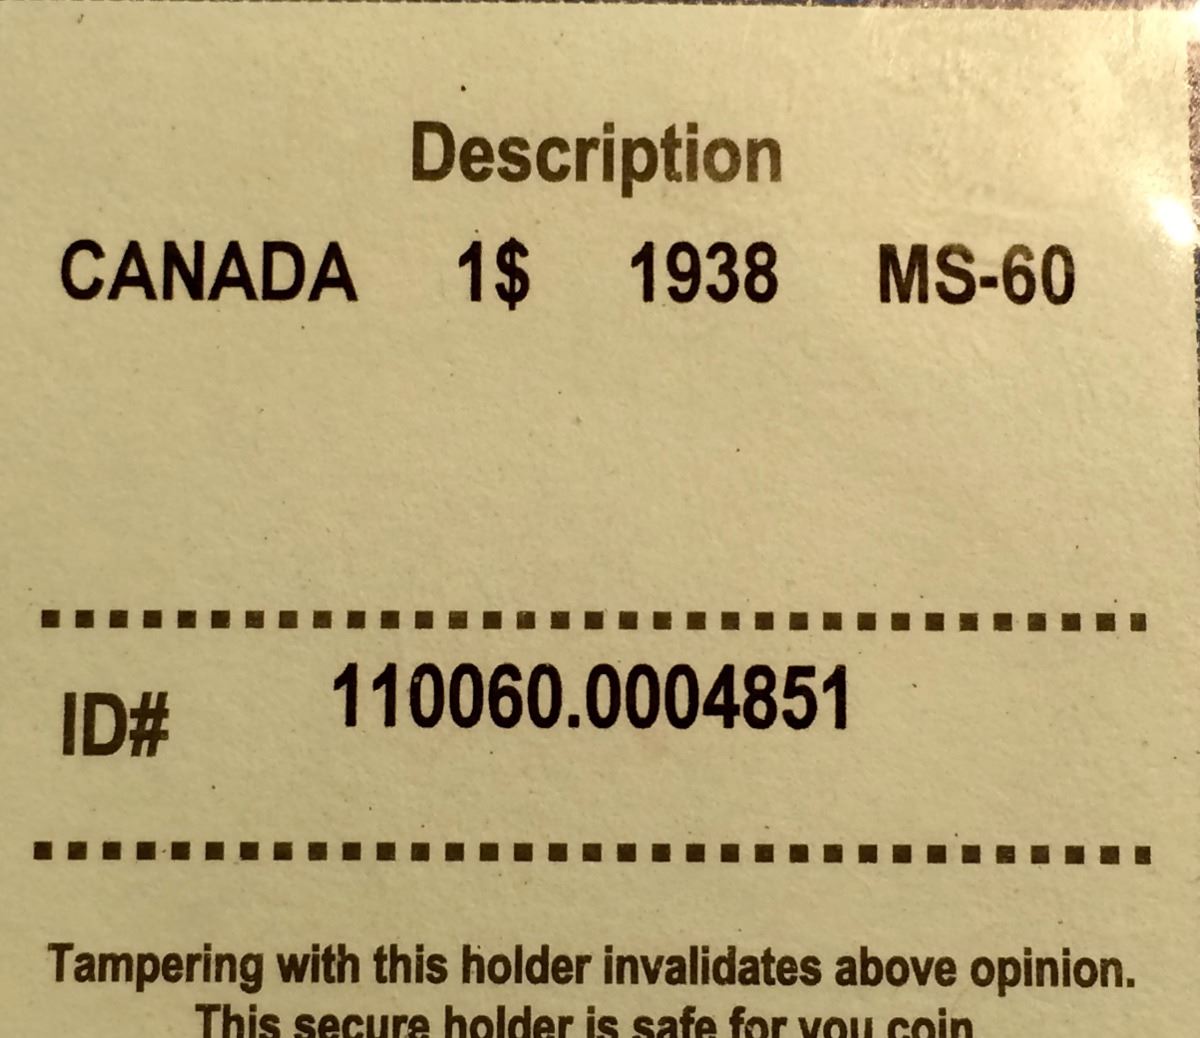 Description
CANADA 1$ 1938 MS-60
ID# 110060.0004851
Tampering with this holder invalidates above opinion.
This secure holder is safe for you coin